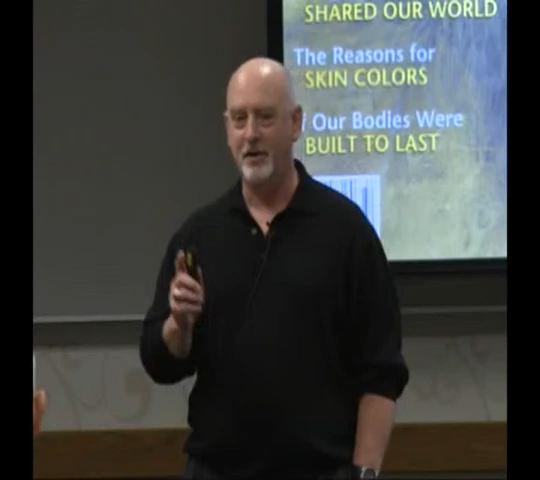 SHARED OUR WORLD
The Reasons for
SKIN COLORS
Our Bodies Were
BUILT TO LAST